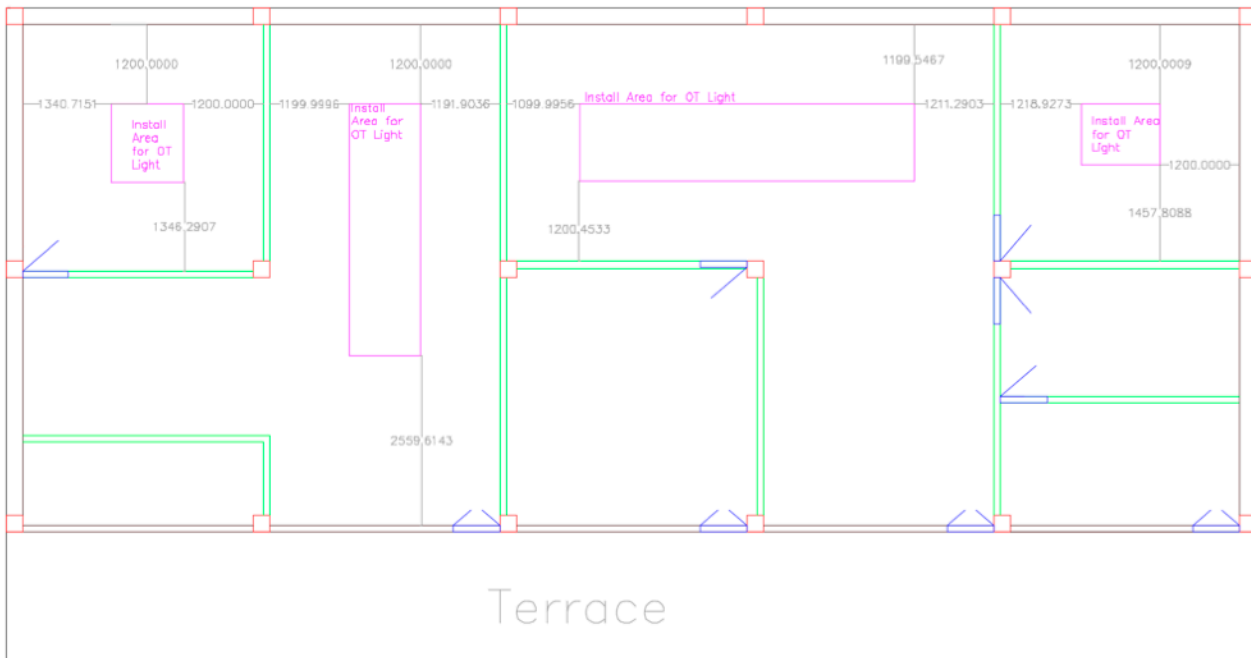 1200.0000
1200.0000
1199.5467
1200.0009
1340.7151
1200.0000
1199.9996
1191.9036
1099.9956
Install Area for OT Light
1211.2903
1218.9273
Install
Area
for OT
Light
Install
Area for
OT Light
Install Area
for OT
Light
1200.0000
1346.2907
1200.4533
1457.8088
2559.6143
Terrace